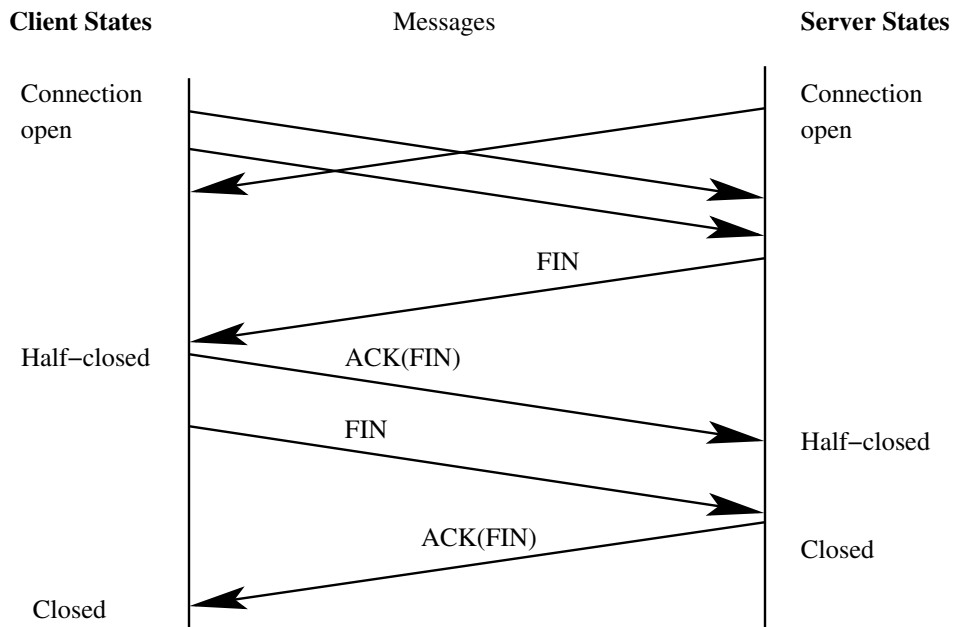 Client States Messages Server States
Connection Connection
open open
FIN
Half−closed ACK(FIN)
FIN
Half−closed
ACK(FIN)
Closed
Closed